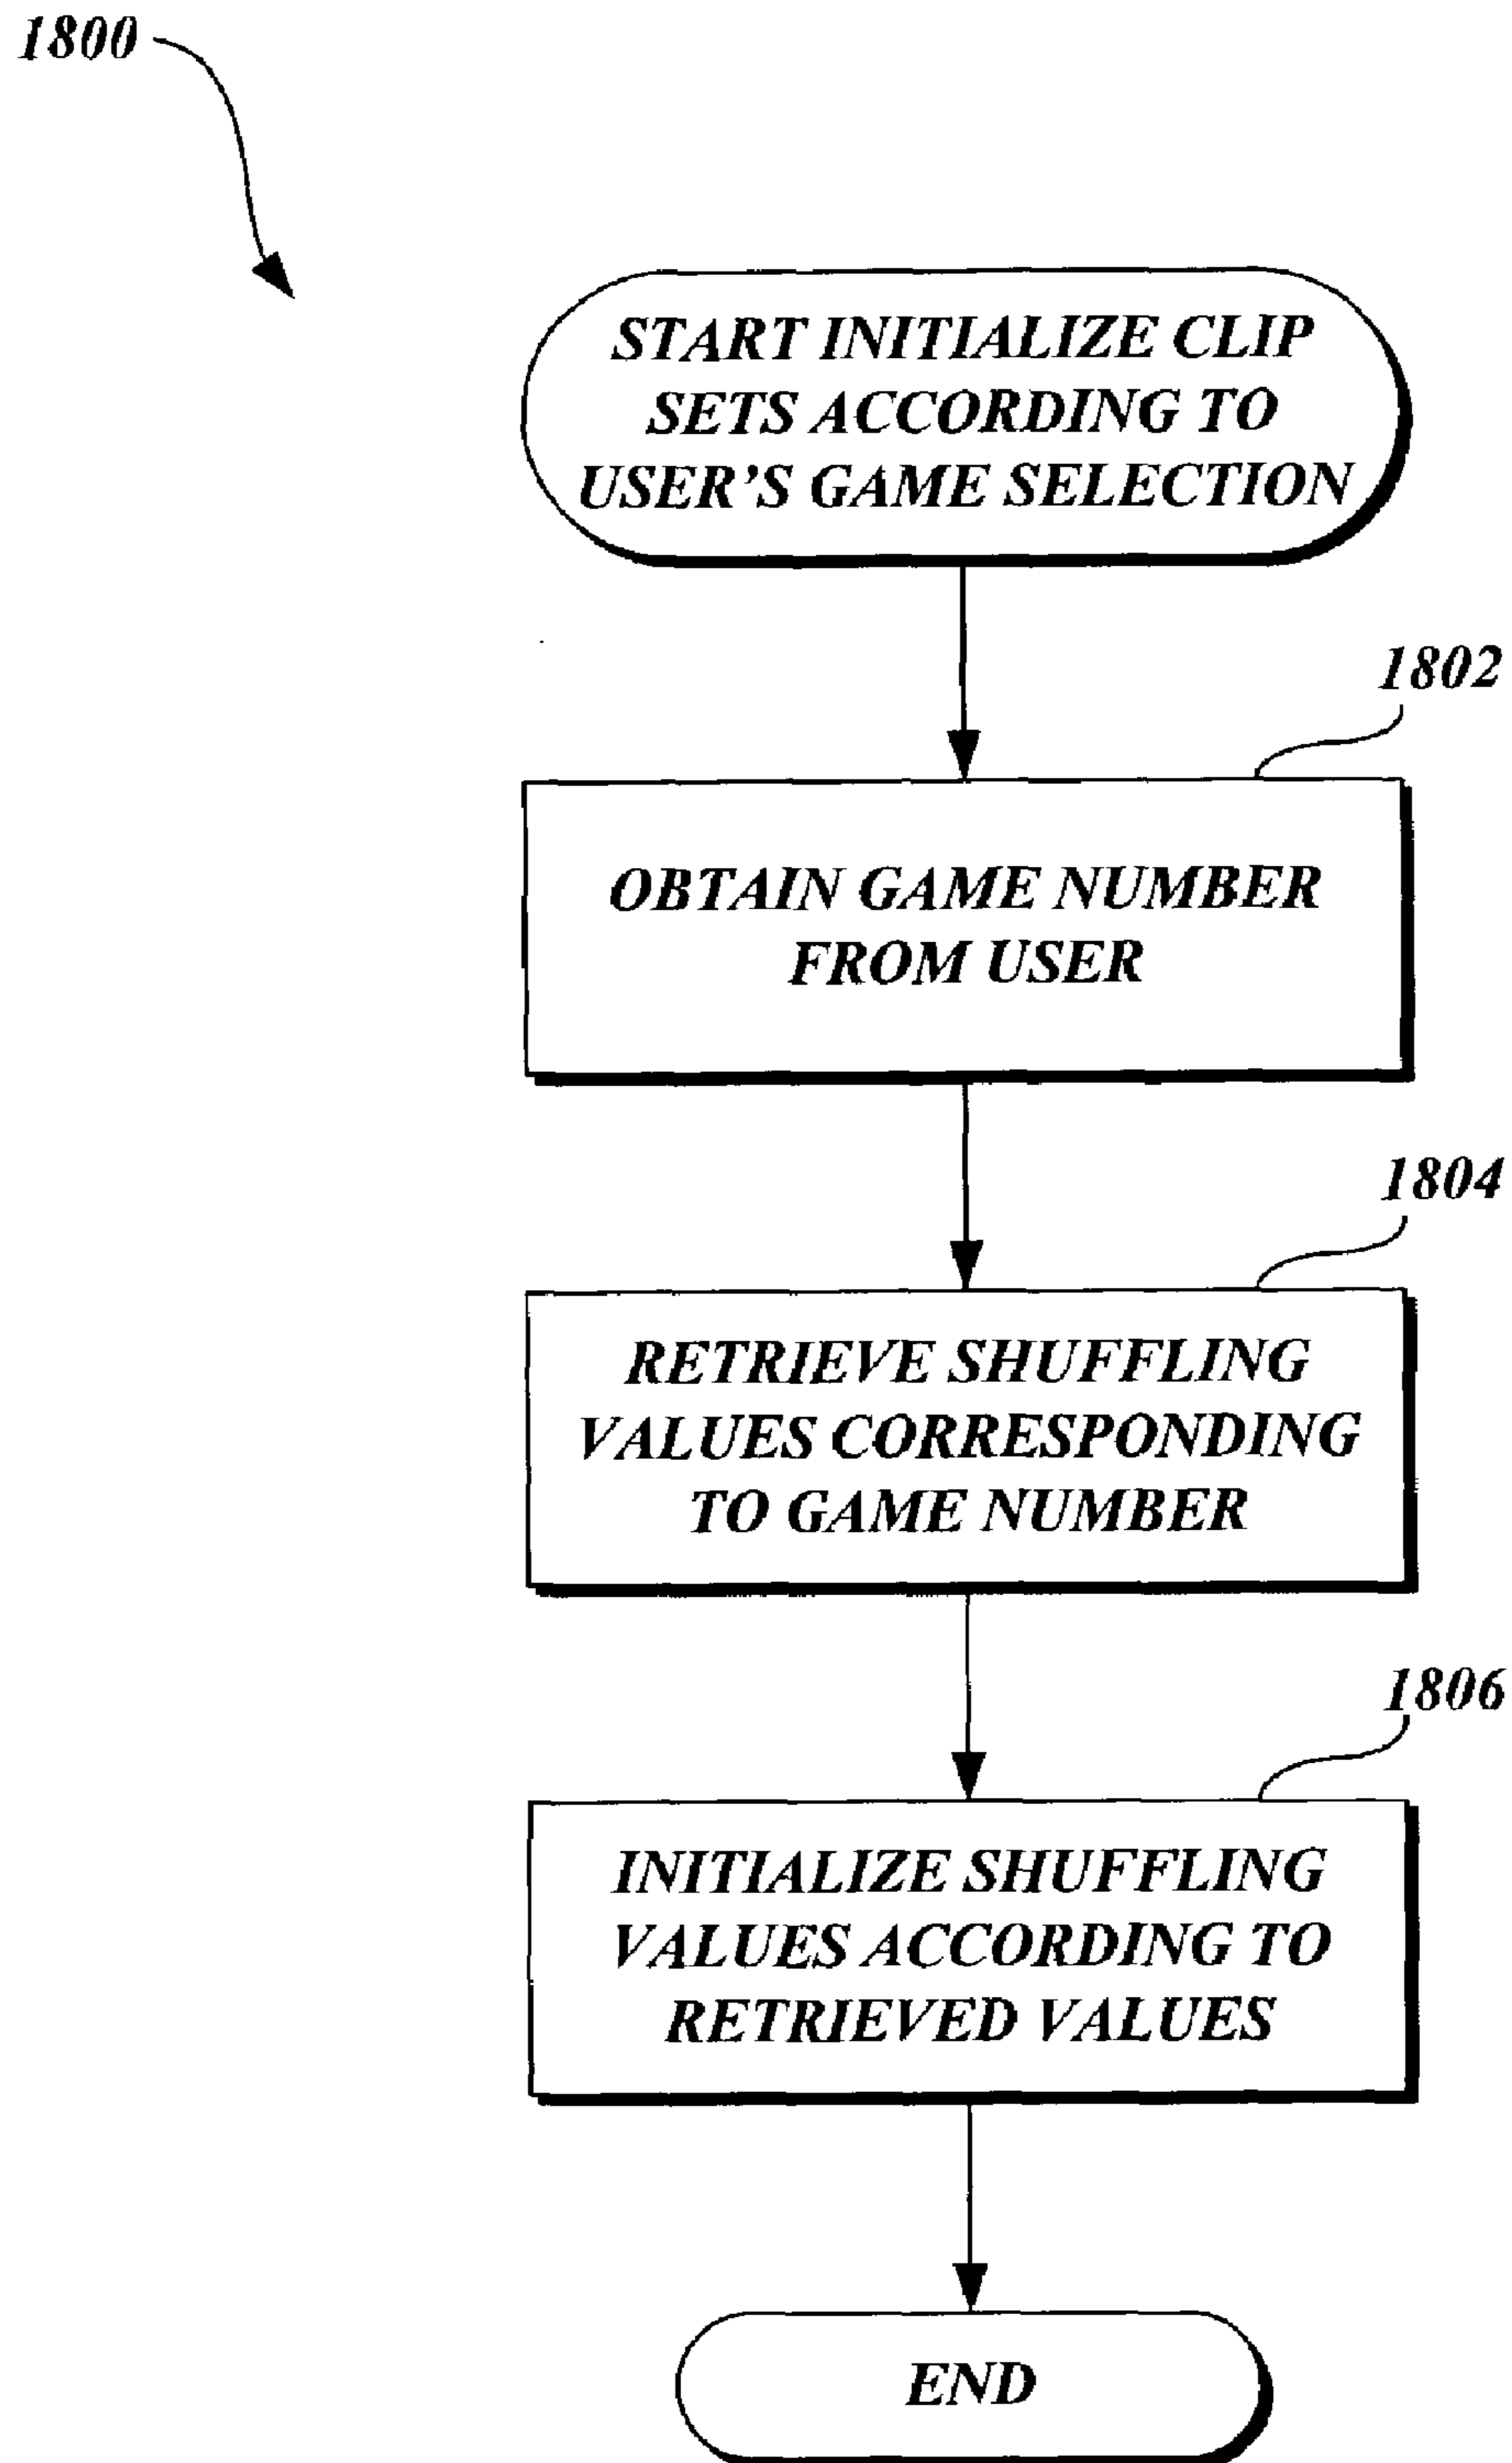 1800
START INITIALIZE CLIP
SETS ACCORDING TO
USER'S GAME SELECTION
1802
OBTAIN GAME NUMBER
FROM USER
1804
RETRIEVE SHUFFLING
VALUES CORRESPONDING
TO GAME NUMBER
1806
INITIALIZE SHUFFLING
VALUES ACCORDING TO
RETRIEVED VALUES
END